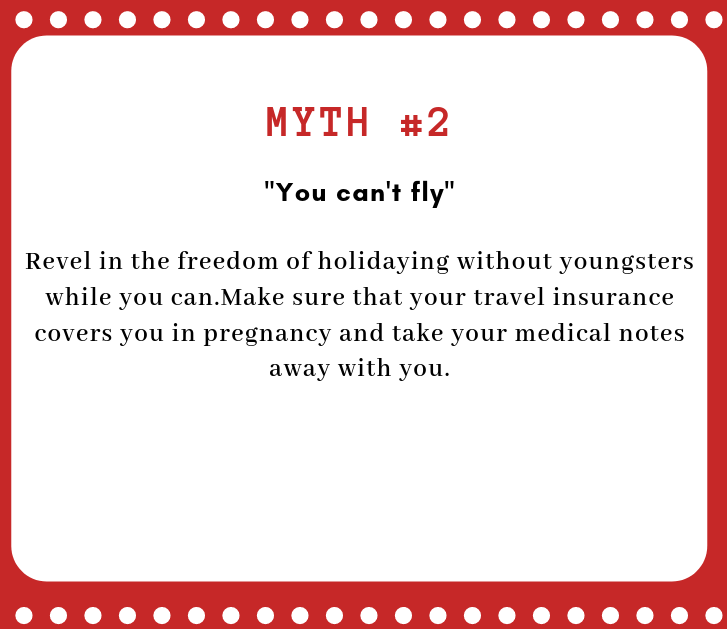 MYTH #2
"You can't fly"
Revel in the freedom of holidaying without youngsters
while you can.Make sure that your travel insurance
covers you in pregnancy and take your medical notes
away with you.